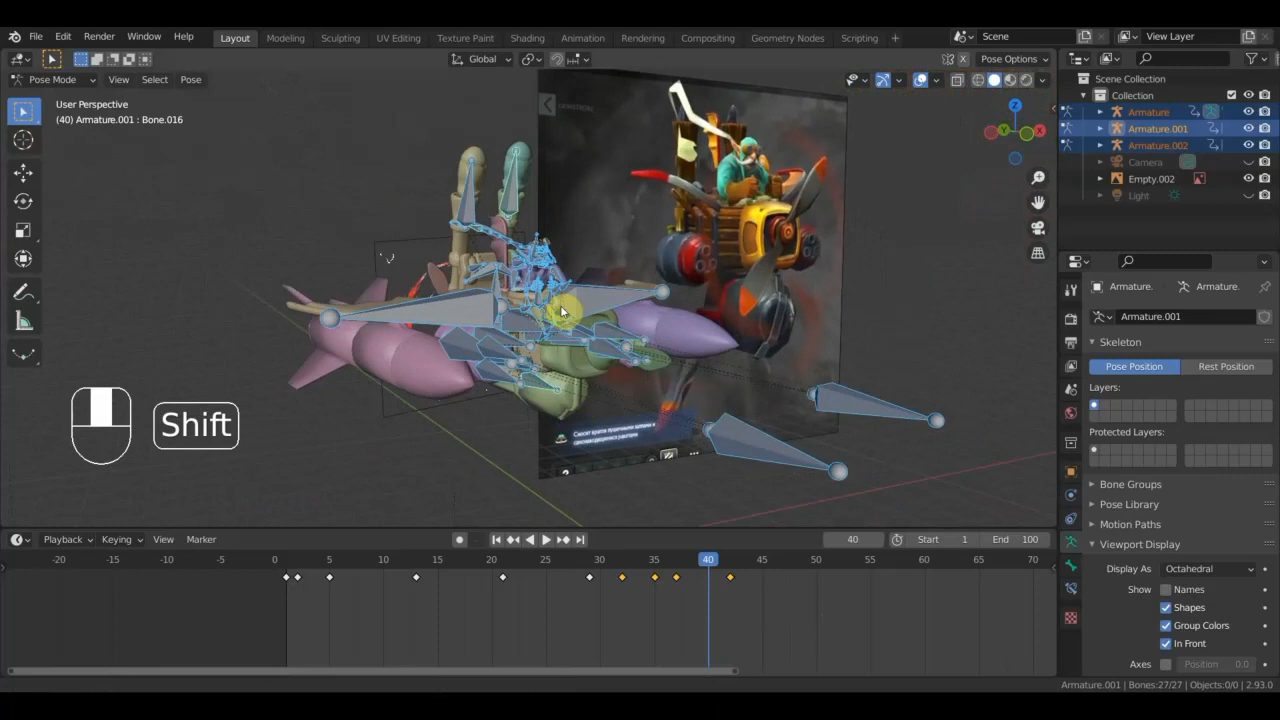 File Edit Render Window Help
Layout Modeling Sculpting UV Editing Texture Paint Shading Animation Rendering Compositing Geometry Nodes Scripting +
Scene View Layer
Global Pose Options
Pose Mode View Select Pose
User Perspective
(40) Armature.001 : Bone.016
Z
Y X
Shift
Scene Collection
Collection
Armature
Armature.001
Armature.002
Camera
Empty.002
Light
Armature. Armature.
Armature.001
Skeleton
Pose Position Rest Position
Layers:
Protected Layers:
Bone Groups
Pose Library
Motion Paths
Viewport Display
Display As Octahedral
Show Names
Shapes
Group Colors
In Front
Axes Position 0.0
Playback Keying View Marker 40 Start 1 End 100
-20 -15 -10 -5 0 5 10 15 20 25 30 35 40 45 50 55 60 65 70
Armature.001 | Bones:27/27 | Objects:0/0 | 2.93.0